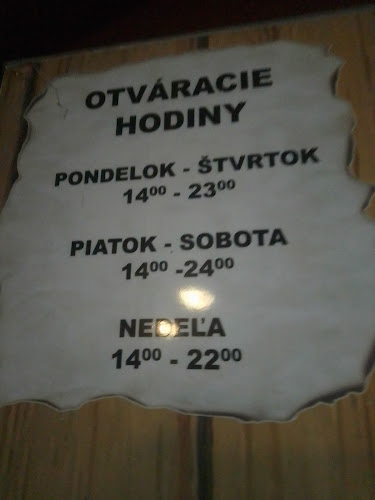 OTVÁRACIE
HODINY
PONDELOK - ŠTVRTOK
14⁰⁰ - 23⁰⁰
PIATOK - SOBOTA
14⁰⁰ -24⁰⁰
NEDEĽA
14⁰⁰ - 22⁰⁰